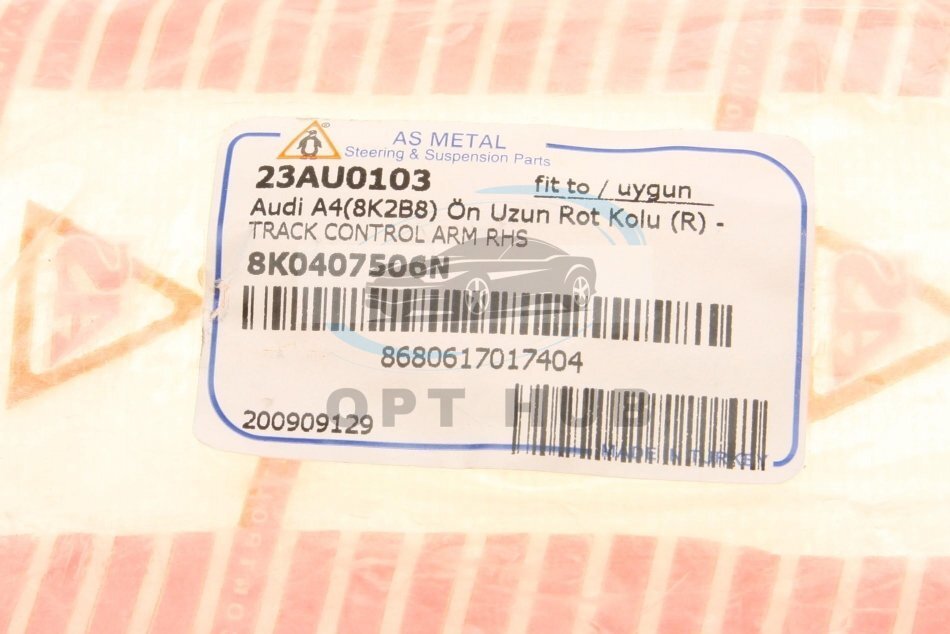 AS METAL
Steering & Suspension Parts
23AU0103 fit to / uygun
Audi A4(8K2B8) Ön Uzun Rot Kolu (R) -
TRACK CONTROL ARM RHS
8K0407506N
8680617017404
OPT HUB
200909129
MADE IN TURKEY